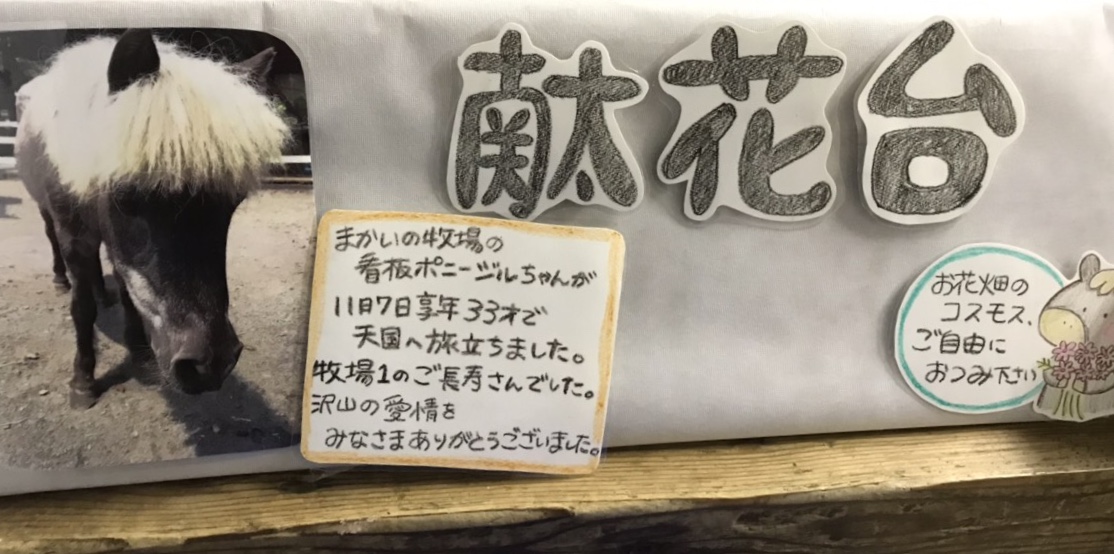 献花台
まかいの牧場の
看板ポニージルちゃんが
11月7日享年33才で
天国へ旅立ちました。
牧場1のご長寿さんでした。
沢山の愛情を
みなさまありがとうございました。
お花畑の
コスモス、
ご自由に
おつみ下さい